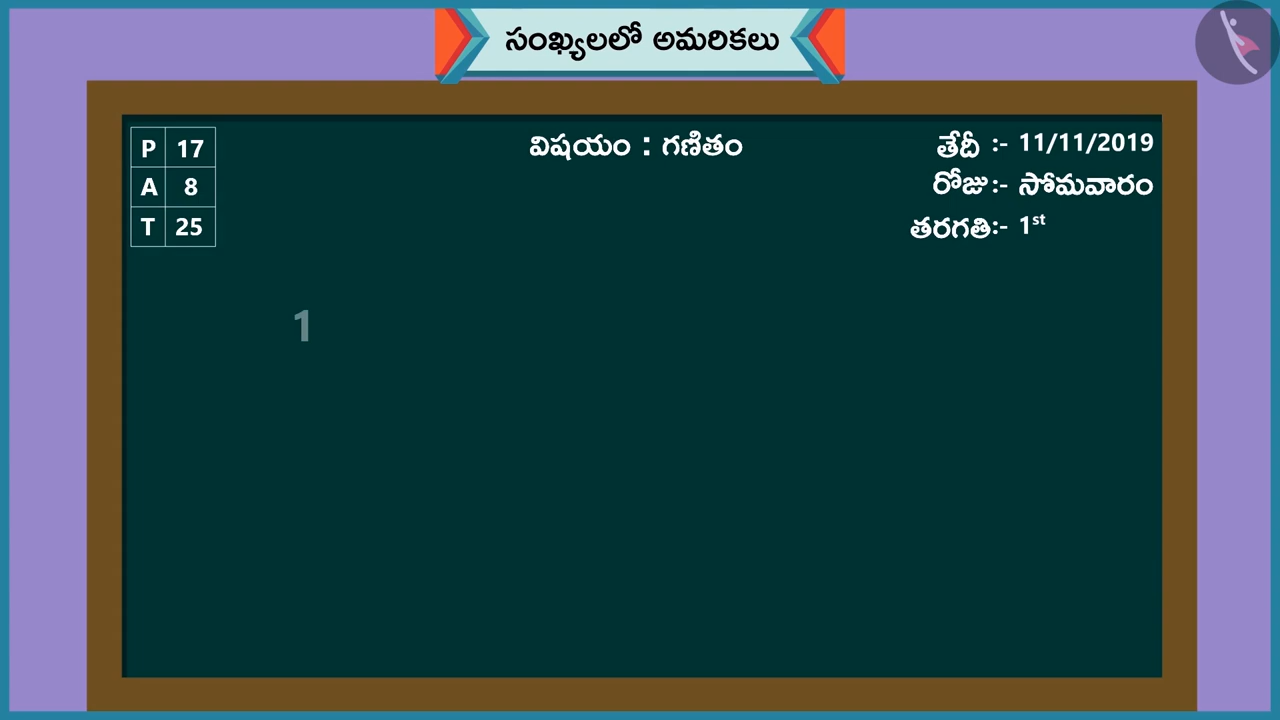 సంఖ్యలలో అమరికలు
P 17
A 8
T 25
విషయం : గణితం
తేదీ :- 11/11/2019
రోజు:- సోమవారం
తరగతి:- 1st
1